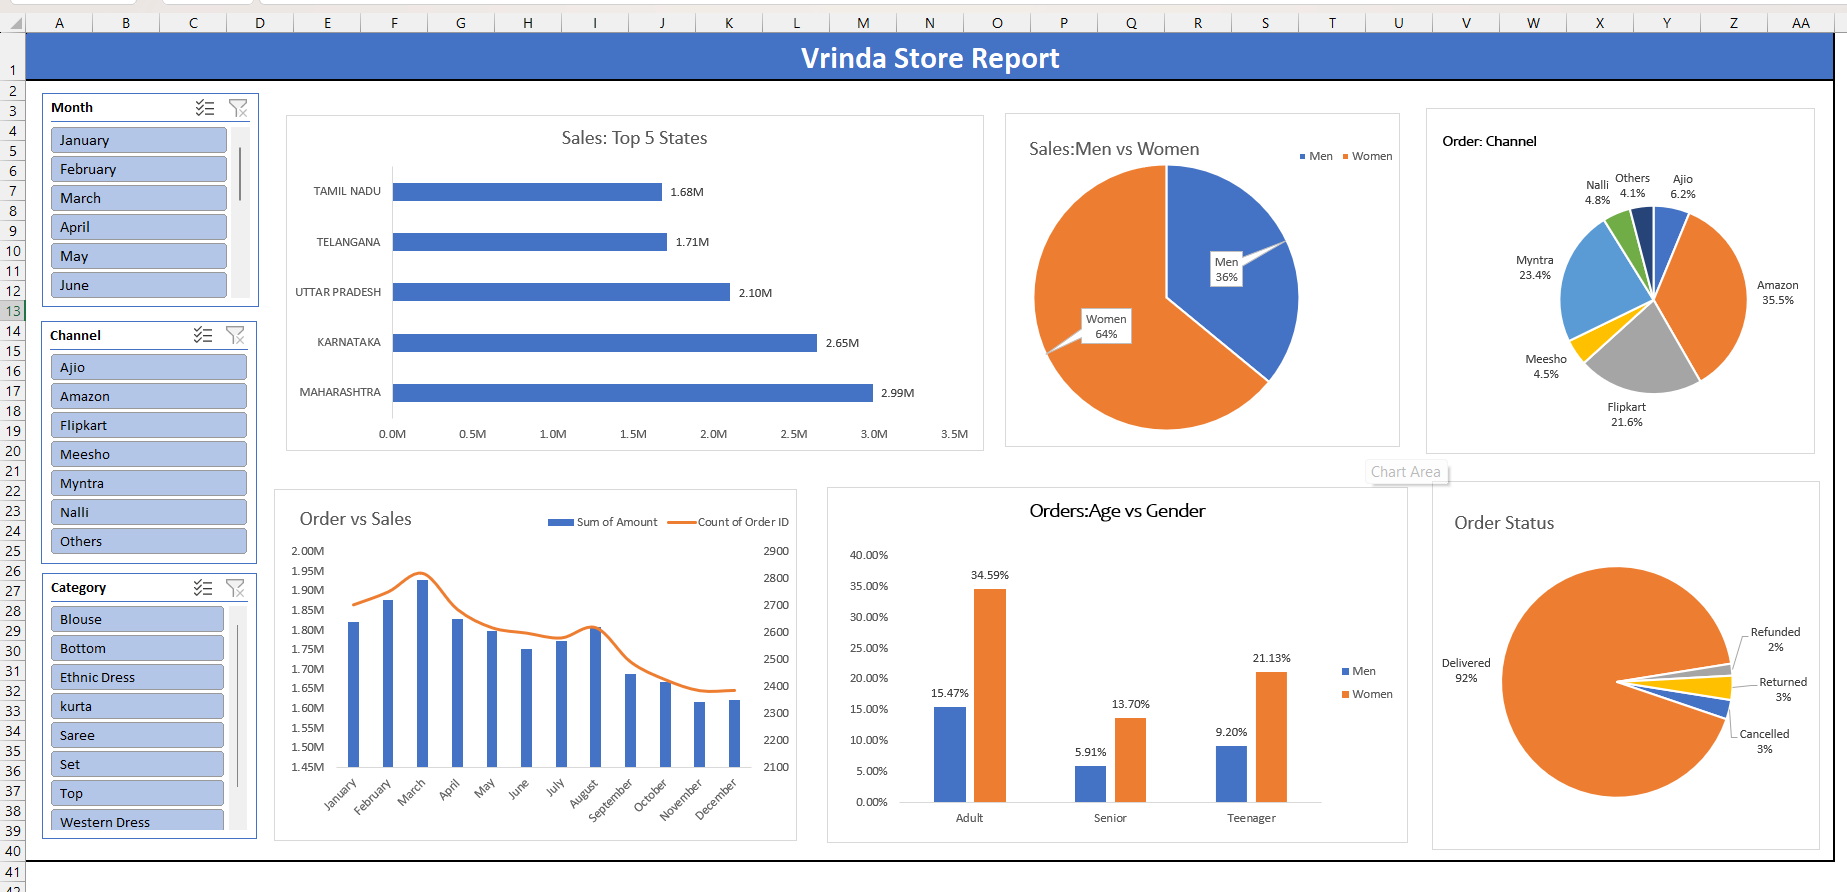 A B C D E F G H I J K L M N O P Q R S T U V W X Y Z AA
1
2
3
4
5
6
7
8
9
10
11
12
13
14
15
16
17
18
19
20
21
22
23
24
25
26
27
28
29
30
31
32
33
34
35
36
37
38
39
40
41
42
Vrinda Store Report
Month
January
February
March
April
May
June
Channel
Ajio
Amazon
Flipkart
Meesho
Myntra
Nalli
Others
Category
Blouse
Bottom
Ethnic Dress
kurta
Saree
Set
Top
Western Dress
Sales: Top 5 States
TAMIL NADU 1.68M
TELANGANA 1.71M
UTTAR PRADESH 2.10M
KARNATAKA 2.65M
MAHARASHTRA 2.99M
0.0M 0.5M 1.0M 1.5M 2.0M 2.5M 3.0M 3.5M
Sales:Men vs Women
Men Women
Men
36%
Women
64%
Order: Channel
Ajio
6.2%
Amazon
35.5%
Flipkart
21.6%
Meesho
4.5%
Myntra
23.4%
Nalli
4.8%
Others
4.1%
Chart Area
Order vs Sales
Sum of Amount Count of Order ID
2.00M
1.95M
1.90M
1.85M
1.80M
1.75M
1.70M
1.65M
1.60M
1.55M
1.50M
1.45M
2900
2800
2700
2600
2500
2400
2300
2200
2100
January February March April May June July August September October November December
Orders:Age vs Gender
40.00%
35.00%
30.00%
25.00%
20.00%
15.00%
10.00%
5.00%
0.00%
15.47% 34.59%
5.91% 13.70%
9.20% 21.13%
Adult Senior Teenager
Men
Women
Order Status
Delivered
92%
Refunded
2%
Returned
3%
Cancelled
3%